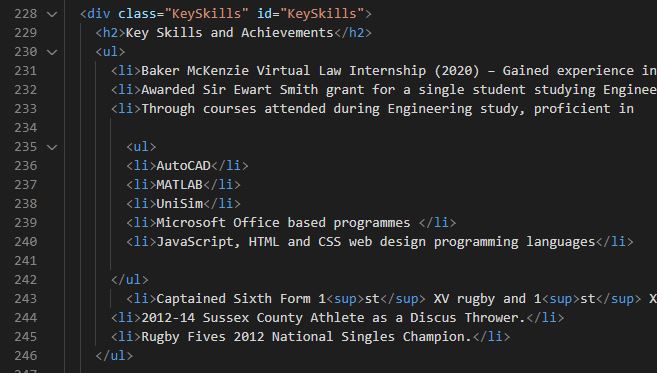 228 <div class="KeySkills" id="KeySkills">
229 <h2>Key Skills and Achievements</h2>
230 <ul>
231 <li>Baker McKenzie Virtual Law Internship (2020) – Gained experience in
232 <li>Awarded Sir Ewart Smith grant for a single student studying Enginee
233 <li>Through courses attended during Engineering study, proficient in
234
235 <ul>
236 <li>AutoCAD</li>
237 <li>MATLAB</li>
238 <li>UniSim</li>
239 <li>Microsoft Office based programmes </li>
240 <li>JavaScript, HTML and CSS web design programming languages</li>
241
242 </ul>
243 <li>Captained Sixth Form 1<sup>st</sup> XV rugby and 1<sup>st</sup> X
244 <li>2012-14 Sussex County Athlete as a Discus Thrower.</li>
245 <li>Rugby Fives 2012 National Singles Champion.</li>
246 </ul>